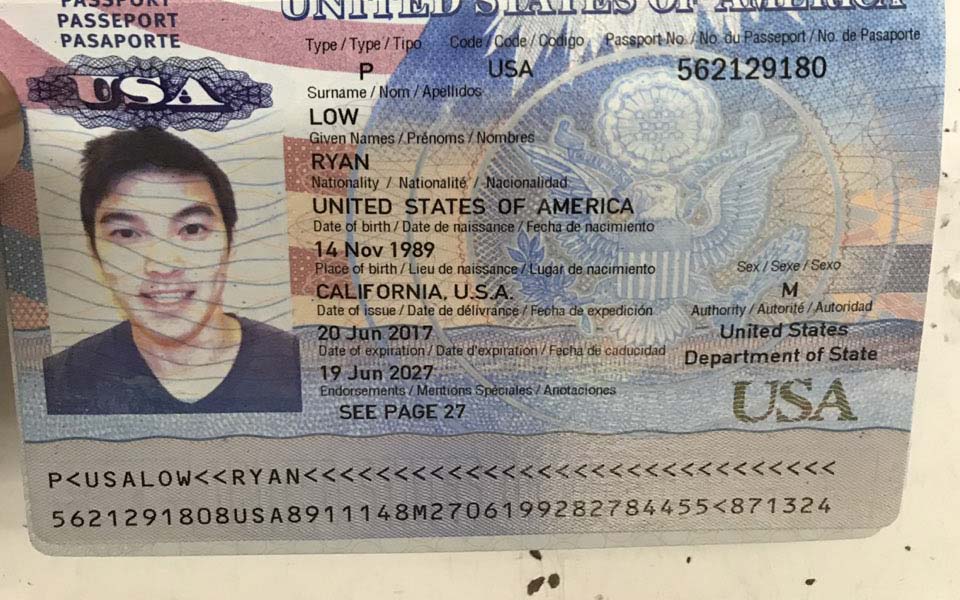 PASSPORT
PASSEPORT
PASAPORTE
USA
UNITED STATES OF AMERICA
Type / Type / Tipo Code / Code / Codigo Passport No. / No. du Passeport / No. de Pasaporte
P USA 562129180
Surname / Nom / Apellidos
LOW
Given Names / Prénoms / Nombres
RYAN
Nationality / Nationalité / Nacionalidad
UNITED STATES OF AMERICA
Date of birth / Date de naissance / Fecha de nacimiento
14 Nov 1989
Place of birth / Lieu de naissance / Lugar de nacimiento Sex / Sexe / Sexo
CALIFORNIA, U.S.A. M
Date of issue / Date de délivrance / Fecha de expedición Authority / Autorité / Autoridad
20 Jun 2017 United States
Date of expiration / Date d'expiration / Fecha de caducidad Department of State
19 Jun 2027
Endorsements / Mentions Spéciales / Anotaciones
SEE PAGE 27 USA
P<USALOW<<RYAN<<<<<<<<<<<<<<<<<<<<<<<<<<<<<<
5621291808USA8911148M2706199282784455<871324